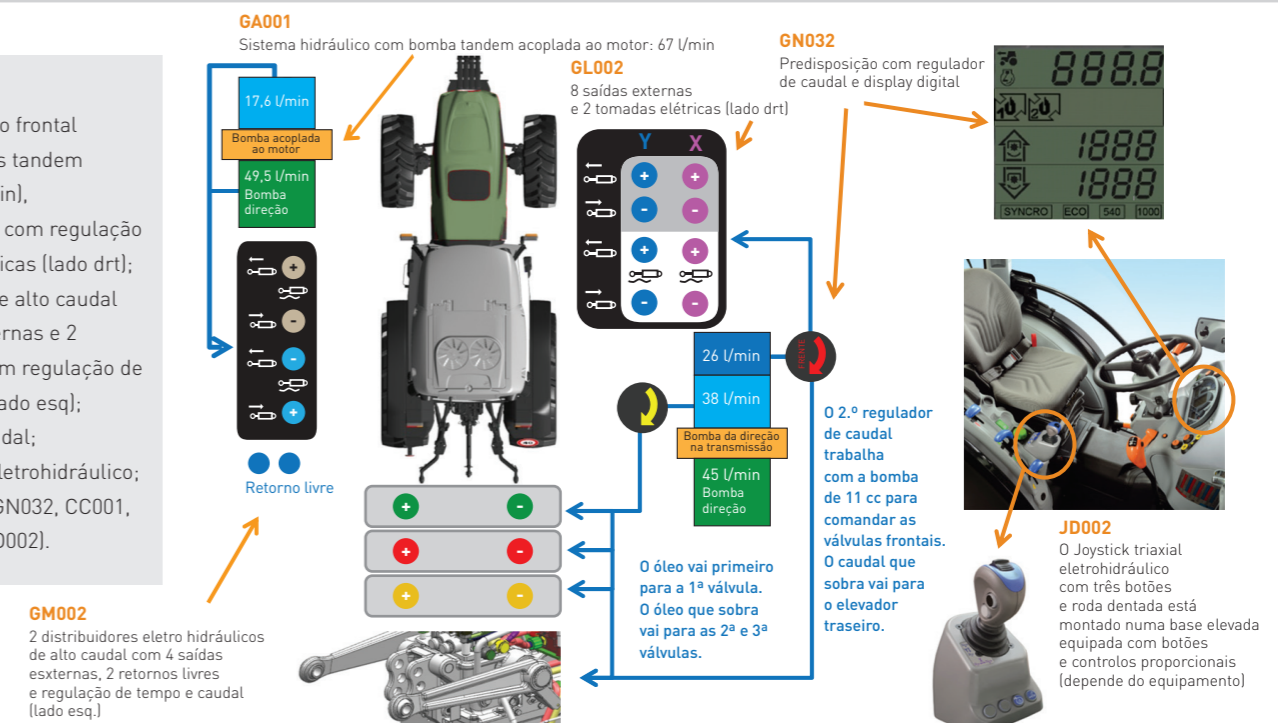 GA001
Sistema hidráulico com bomba tandem acoplada ao motor: 67 l/min
o frontal
s tandem
in),
com regulação
icas (lado drt);
e alto caudal
ernas e 2
m regulação de
ado esq);
dal;
letrohidráulico;
GN032, CC001,
0002).
17,6 l/min
Bomba acoplada
ao motor
49,5 l/min
Bomba
direção
+
-
-
+
Retorno livre
GM002
2 distribuidores eletro hidráulicos
de alto caudal com 4 saídas
esxternas, 2 retornos livres
e regulação de tempo e caudal
(lado esq.)
GL002
8 saídas externas
e 2 tomadas elétricas (lado drt)
Y X
+ +
- -
+ +
- -
26 l/min
38 l/min
Bomba da direção
na transmissão
45 l/min
Bomba
direção
FRENTE
+ -
+ -
+ -
O óleo vai primeiro
para a 1ª válvula.
O óleo que sobra
vai para as 2ª e 3ª
válvulas.
O 2.º regulador
de caudal
trabalha
com a bomba
de 11 cc para
comandar as
válvulas frontais.
O caudal que
sobra vai para
o elevador
traseiro.
GN032
Predisposição com regulador
de caudal e display digital
888.8
1 2
1888
1888
SYNCRO ECO 540 1000
JD002
O Joystick triaxial
eletrohidráulico
com três botões
e roda dentada está
montado numa base elevada
equipada com botões
e controlos proporcionais
(depende do equipamento)